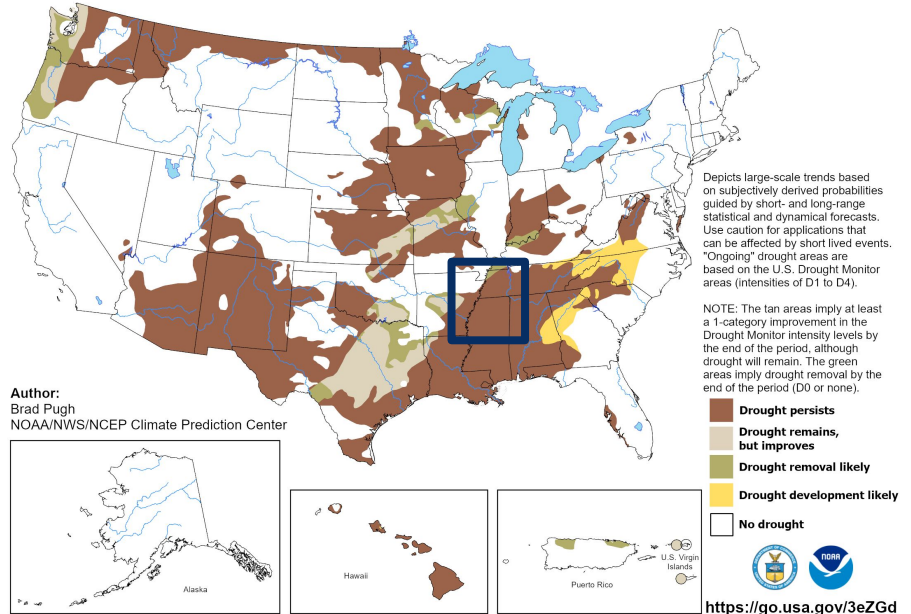 Depicts large-scale trends based
on subjectively derived probabilities
guided by short- and long-range
statistical and dynamical forecasts.
Use caution for applications that
can be affected by short lived events.
"Ongoing" drought areas are
based on the U.S. Drought Monitor
areas (intensities of D1 to D4).
NOTE: The tan areas imply at least
a 1-category improvement in the
Drought Monitor intensity levels by
the end of the period, although
drought will remain. The green
areas imply drought removal by the
end of the period (D0 or none).
Author:
Brad Pugh
NOAA/NWS/NCEP Climate Prediction Center
Drought persists
Drought remains,
but improves
Drought removal likely
Drought development likely
No drought
Alaska
Hawaii
Puerto Rico
U.S. Virgin
Islands
NOAA
https://go.usa.gov/3eZGd